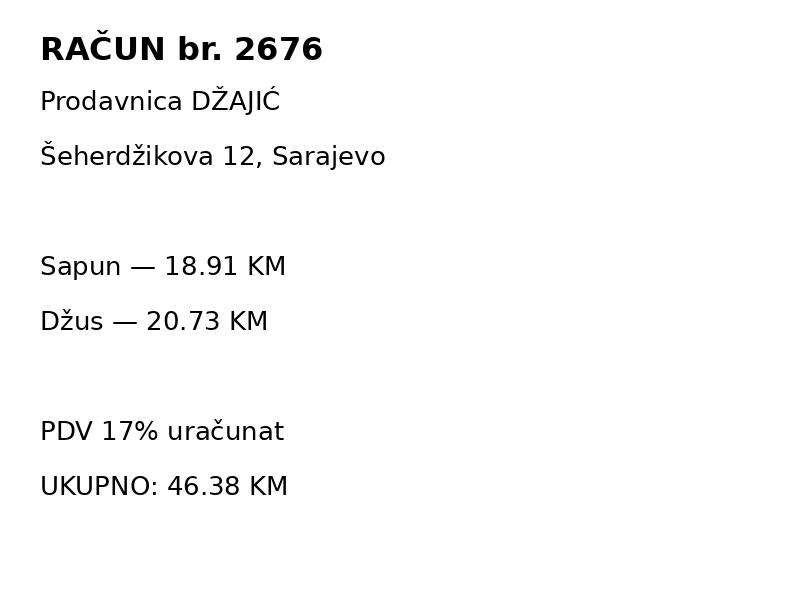 RAČUN br. 2676
Prodavnica DŽAJIĆ
Šeherdžikova 12, Sarajevo
Sapun — 18.91 KM
Džus — 20.73 KM
PDV 17% uračunat
UKUPNO: 46.38 KM